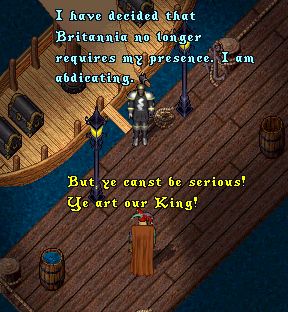 I have decided that
Britannia no longer
requires my presence. I am
abdicating.
But ye canst be serious!
Ye art our King!